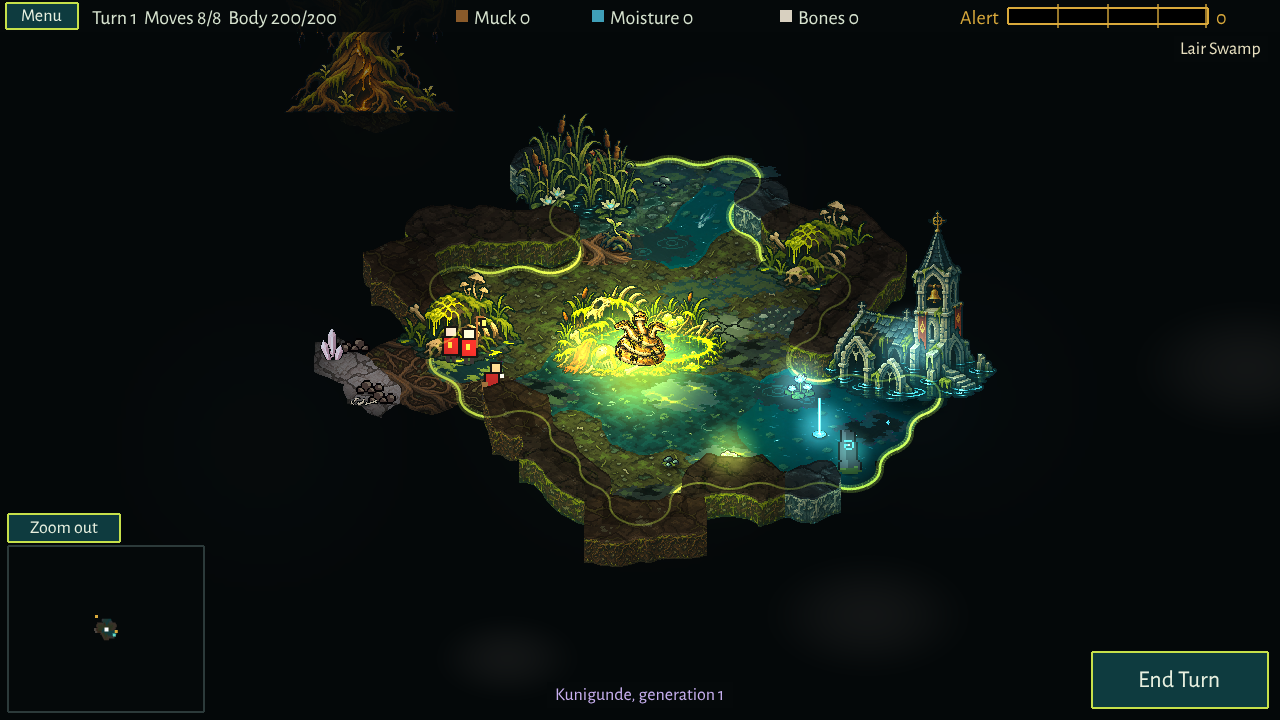 Menu
Turn 1 Moves 8/8 Body 200/200
Muck 0
Moisture 0
Bones 0
Alert 0
Lair Swamp
Zoom out
Kunigunde, generation 1
End Turn